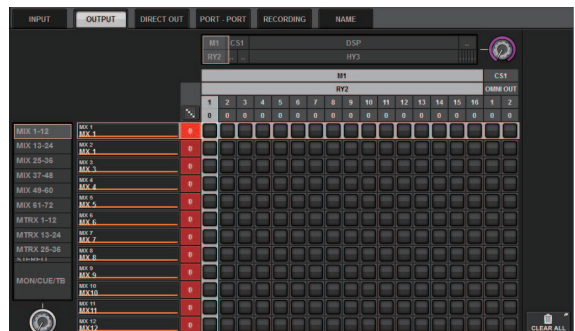 INPUT OUTPUT DIRECT OUT PORT - PORT RECORDING NAME
M1 CS1 DSP ...
RY2 ... ... HY3
M1 CS1
RY2 OMNI OUT
1 2 3 4 5 6 7 8 9 10 11 12 13 14 15 16 1 2
0 0 0 0 0 0 0 0 0 0 0 0 0 0 0 0 0 0
MIX 1-12
MIX 13-24
MIX 25-36
MIX 37-48
MIX 49-60
MIX 61-72
MTRX 1-12
MTRX 13-24
MTRX 25-36
STEREO
MON/CUE/TB
1
MX 1
MX 1 0
MX 2
MX 1 0
MX 3
MX 3 0
MX 4
MX 4 0
MX 5
MX 5 0
MX 6
MX 6 0
MX 7
MX 7 0
MX 8
MX 8 0
MX 9
MX 9 0
MX 10
MX10 0
MX 11
MX11 0
MX 12
MX12 0
CLEAR ALL